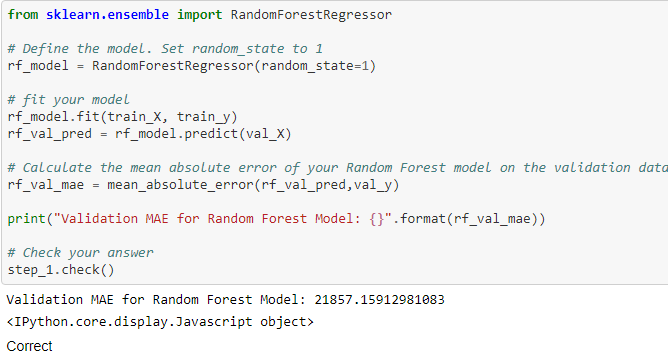 from sklearn.ensemble import RandomForestRegressor
# Define the model. Set random_state to 1
rf_model = RandomForestRegressor(random_state=1)
# fit your model
rf_model.fit(train_X, train_y)
rf_val_pred = rf_model.predict(val_X)
# Calculate the mean absolute error of your Random Forest model on the validation data
rf_val_mae = mean_absolute_error(rf_val_pred,val_y)
print("Validation MAE for Random Forest Model: {}".format(rf_val_mae))
# Check your answer
step_1.check()
Validation MAE for Random Forest Model: 21857.15912981083
<IPython.core.display.Javascript object>
Correct